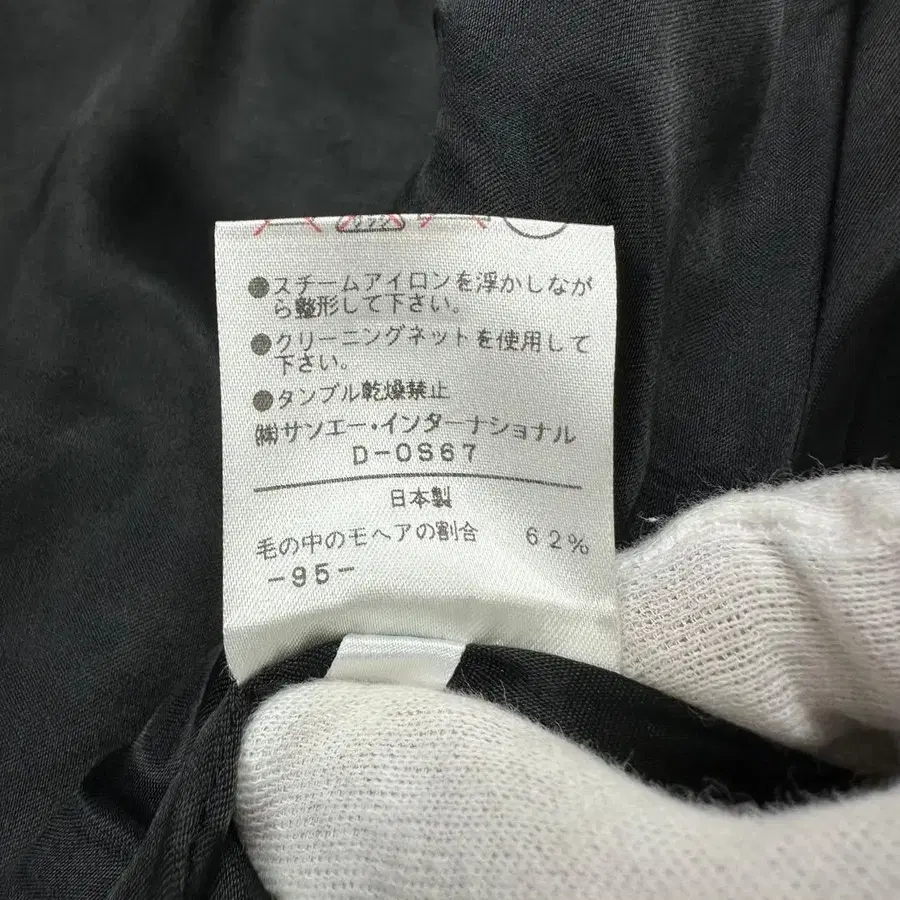 ●スチームアイロンを浮かしなが
ら整形して下さい。
●クリーニングネットを使用して
下さい。
●タンブル乾燥禁止
㈱サンエー・インターナショナル
D-0S67
日本製
毛の中のモヘアの割合 62%
-95-